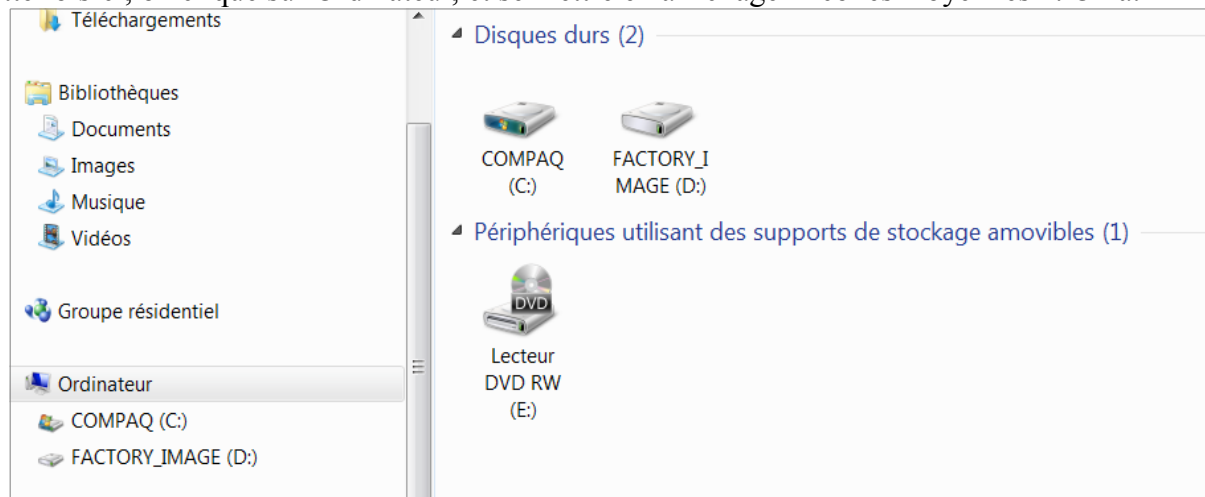 Téléchargements
Bibliothèques
Documents
Images
Musique
Vidéos
Groupe résidentiel
Ordinateur
COMPAQ (C:)
FACTORY_IMAGE (D:)
Disques durs (2)
COMPAQ
(C:)
FACTORY_I
MAGE (D:)
Périphériques utilisant des supports de stockage amovibles (1)
DVD
Lecteur
DVD RW
(E:)